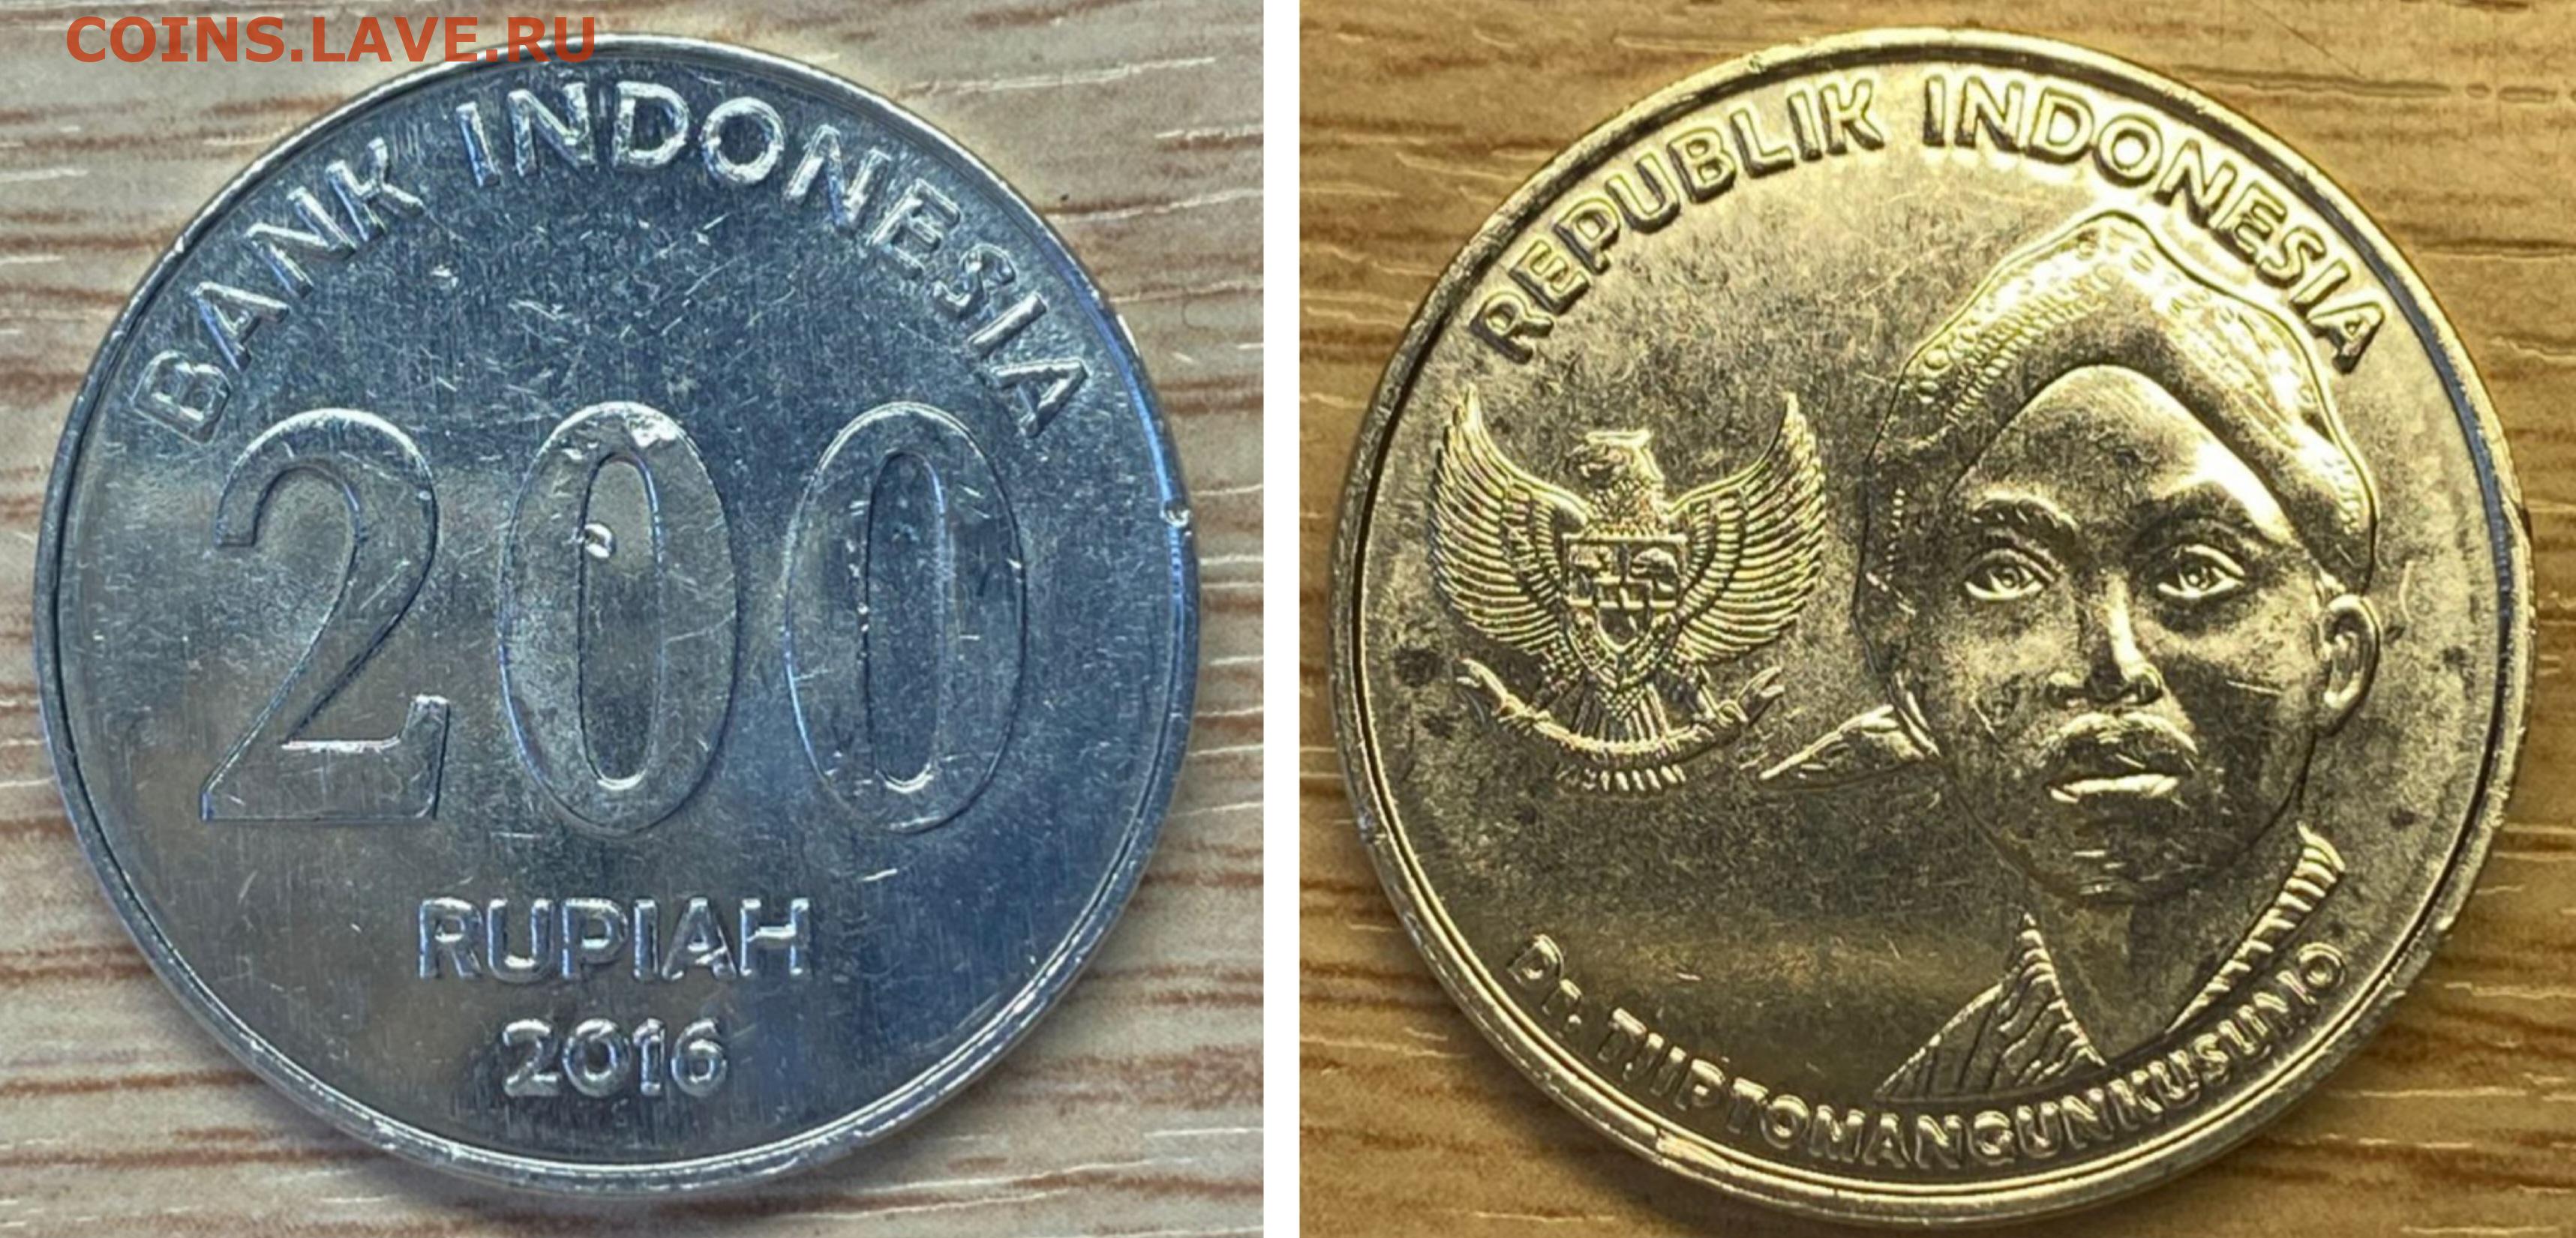 COINS.LAVE.RU
BANK INDONESIA
200
RUPIAH
2016
REPUBLIK INDONESIA
Dr. TJIPTOMANGUNKUSUMO